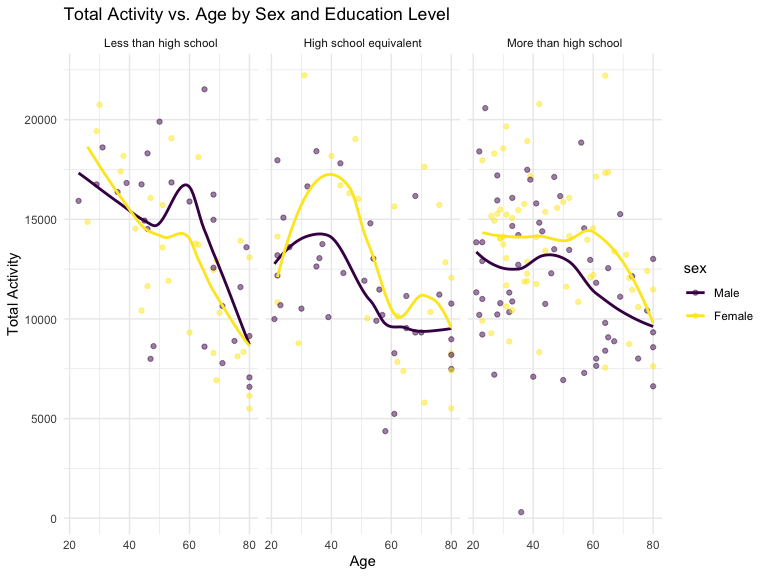 Total Activity vs. Age by Sex and Education Level
Less than high school
High school equivalent
More than high school
20000
15000
10000
5000
0
Total Activity
20 40 60 80
20 40 60 80
20 40 60 80
Age
sex
Male
Female